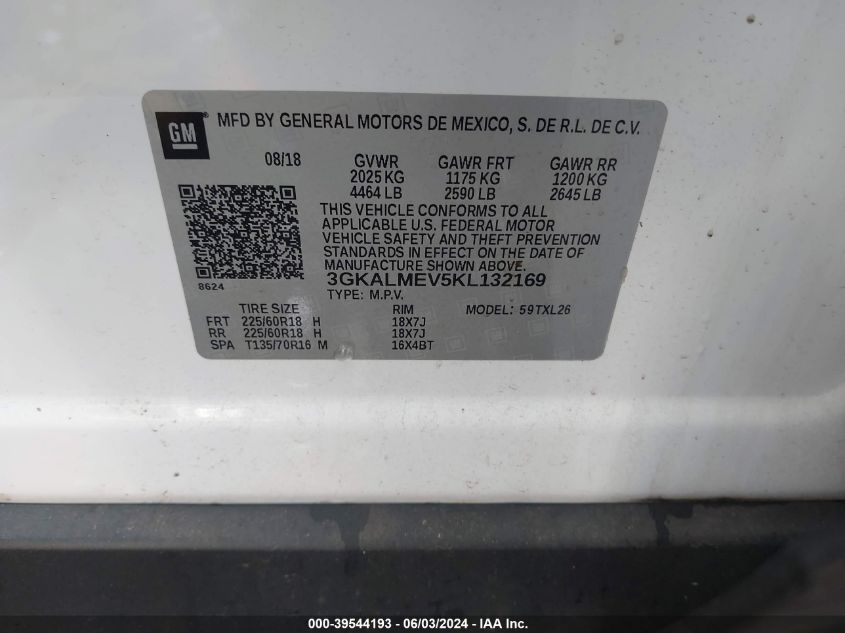 GM® MFD BY GENERAL MOTORS DE MEXICO, S. DE R.L. DE C.V.
08/18 GVWR GAWR FRT GAWR RR
2025 KG 1175 KG 1200 KG
4464 LB 2590 LB 2645 LB
THIS VEHICLE CONFORMS TO ALL
APPLICABLE U.S. FEDERAL MOTOR
VEHICLE SAFETY AND THEFT PREVENTION
STANDARDS IN EFFECT ON THE DATE OF
MANUFACTURE SHOWN ABOVE.
8624 3GKALMEV5KL132169
TYPE: M.P.V.
TIRE SIZE RIM MODEL: 59TXL26
FRT 225/60R18 H 18X7J
RR 225/60R18 H 18X7J
SPA T135/70R16 M 16X4BT
000-39544193 - 06/03/2024 - IAA Inc.